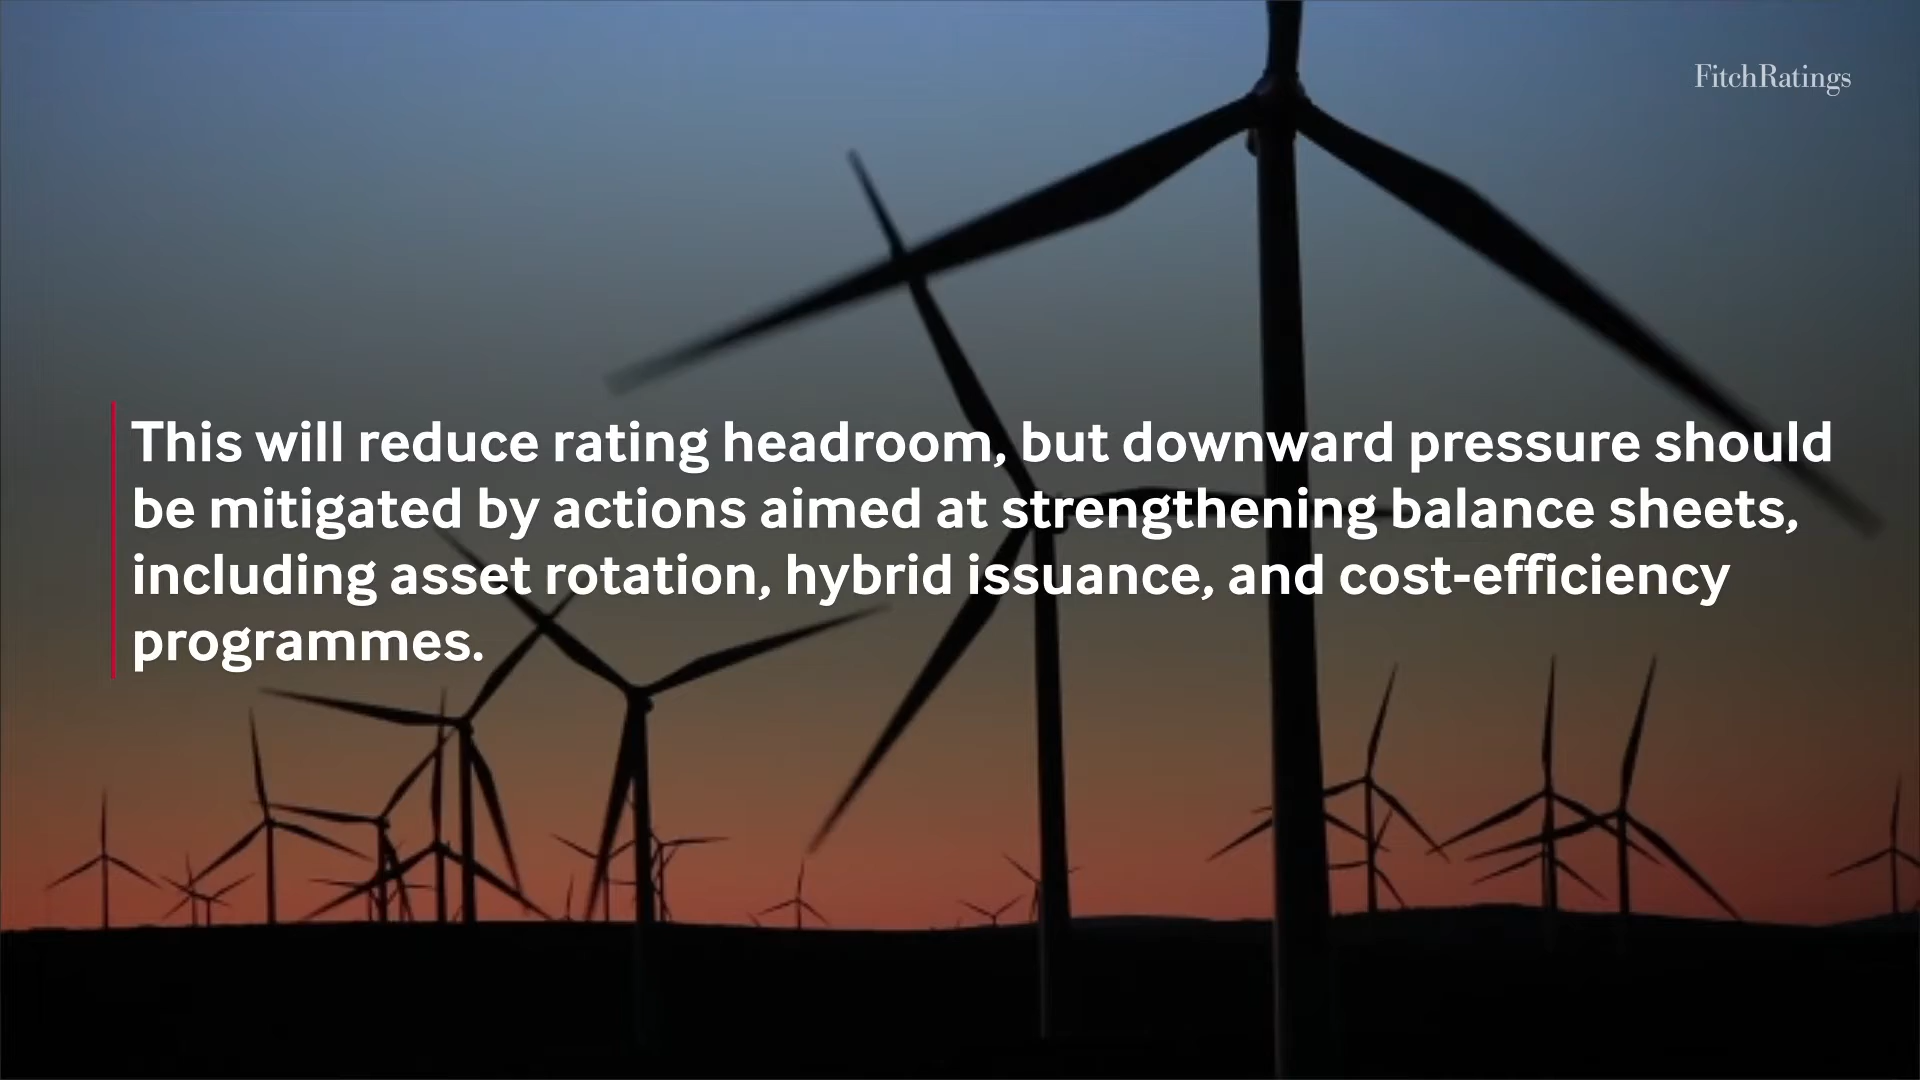 FitchRatings
This will reduce rating headroom, but downward pressure should
be mitigated by actions aimed at strengthening balance sheets,
including asset rotation, hybrid issuance, and cost-efficiency
programmes.